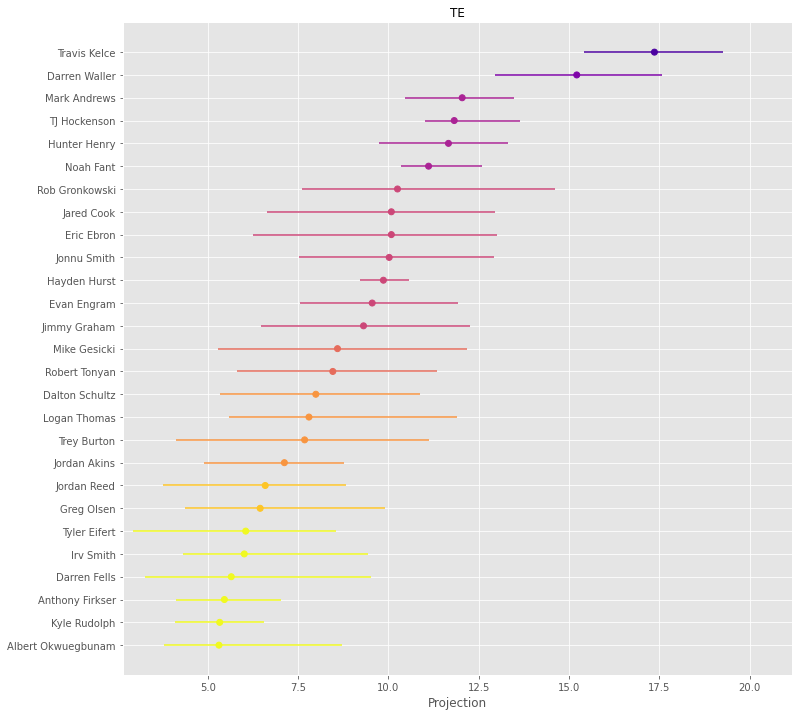 TE
Travis Kelce
Darren Waller
Mark Andrews
TJ Hockenson
Hunter Henry
Noah Fant
Rob Gronkowski
Jared Cook
Eric Ebron
Jonnu Smith
Hayden Hurst
Evan Engram
Jimmy Graham
Mike Gesicki
Robert Tonyan
Dalton Schultz
Logan Thomas
Trey Burton
Jordan Akins
Jordan Reed
Greg Olsen
Tyler Eifert
Irv Smith
Darren Fells
Anthony Firkser
Kyle Rudolph
Albert Okwuegbunam
5.0 7.5 10.0 12.5 15.0 17.5 20.0
Projection